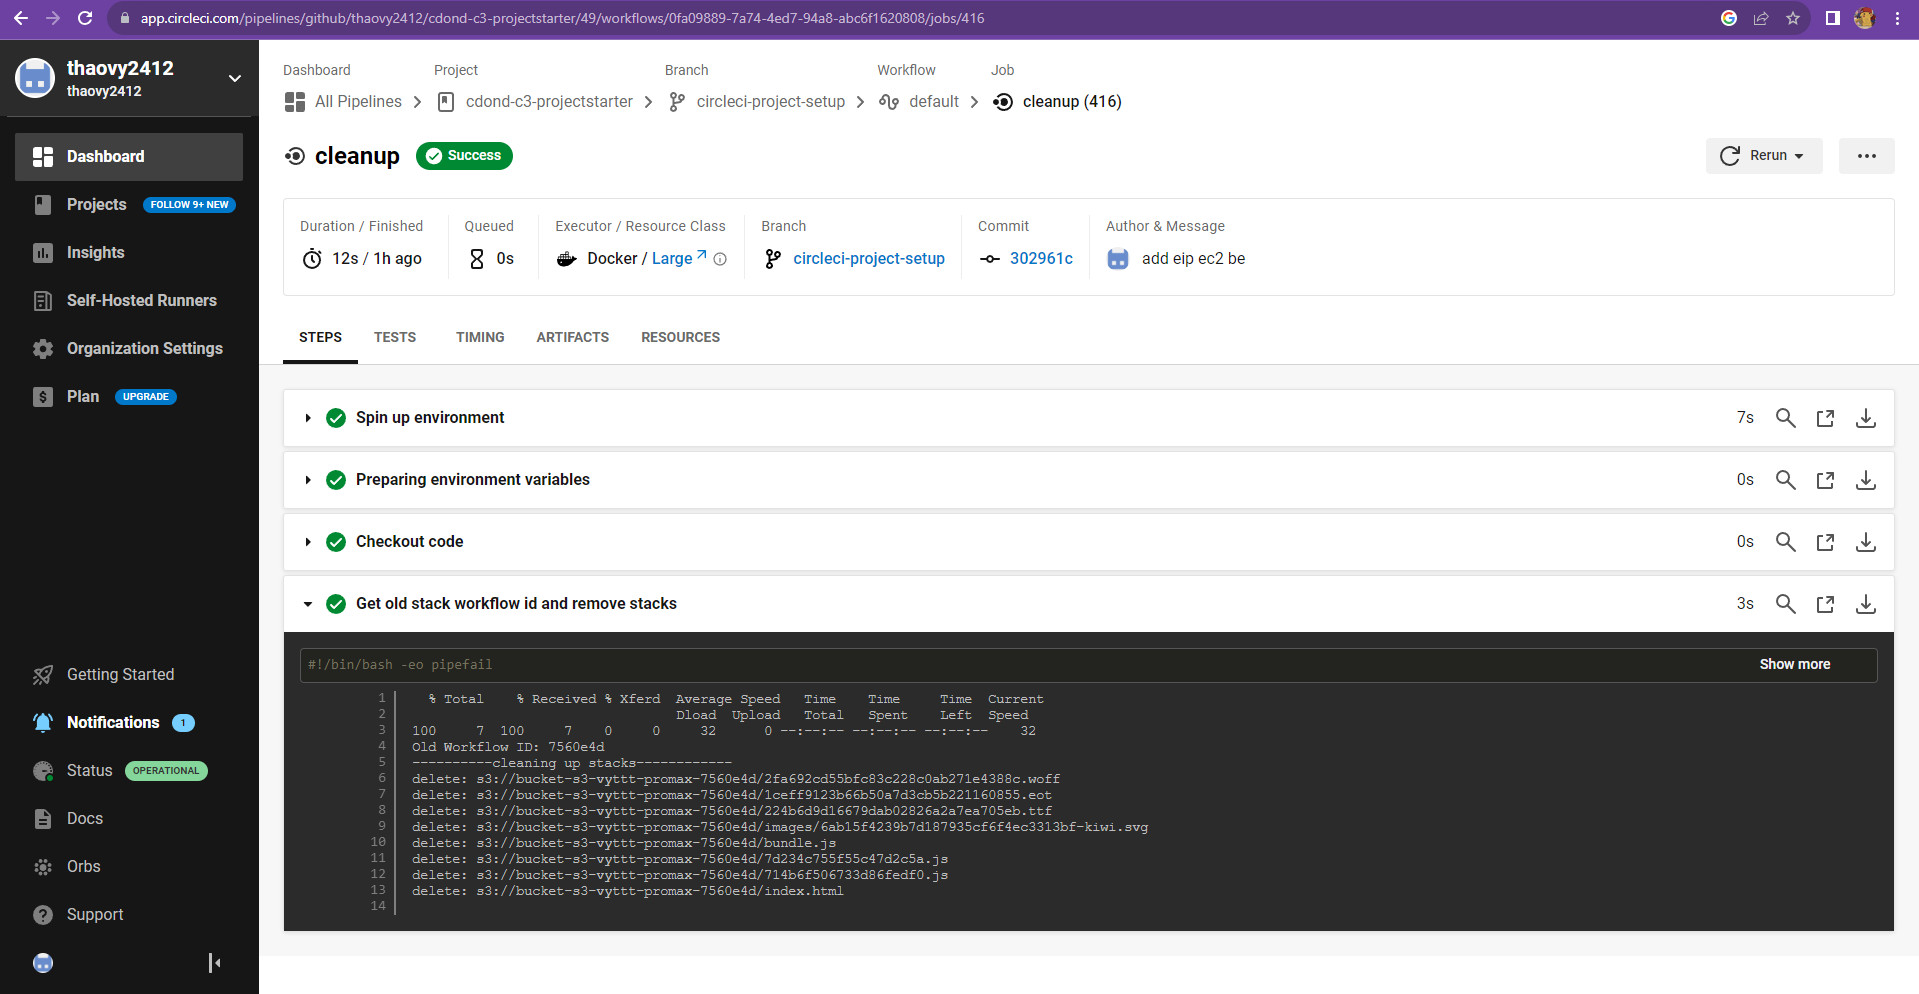 app.circleci.com/pipelines/github/thaovy2412/cdond-c3-projectstarter/49/workflows/0fa09889-7a74-4ed7-94a8-abc6f1620808/jobs/416
thaovy2412
thaovy2412
Dashboard
Projects FOLLOW 9+ NEW
Insights
Self-Hosted Runners
Organization Settings
Plan UPGRADE
Getting Started
Notifications 1
Status OPERATIONAL
Docs
Orbs
Support
Dashboard Project Branch Workflow Job
All Pipelines cdond-c3-projectstarter circleci-project-setup default cleanup (416)
cleanup Success Rerun
Duration / Finished Queued Executor / Resource Class Branch Commit Author & Message
12s / 1h ago 0s Docker / Large circleci-project-setup 302961c add eip ec2 be
STEPS TESTS TIMING ARTIFACTS RESOURCES
Spin up environment 7s
Preparing environment variables 0s
Checkout code 0s
Get old stack workflow id and remove stacks 3s
#!/bin/bash -eo pipefail Show more
1 % Total % Received % Xferd Average Speed Time Time Time Current
2 Dload Upload Total Spent Left Speed
3 100 7 100 7 0 0 32 0 --:--:-- --:--:-- --:--:-- 32
4 Old Workflow ID: 7560e4d
5 ----------cleaning up stacks------------
6 delete: s3://bucket-s3-vyttt-promax-7560e4d/2fa692cd55bfc83c228c0ab271e4388c.woff
7 delete: s3://bucket-s3-vyttt-promax-7560e4d/1ceff9123b66b50a7d3cb5b221160855.eot
8 delete: s3://bucket-s3-vyttt-promax-7560e4d/224b6d9d16679dab02826a2a7ea705eb.ttf
9 delete: s3://bucket-s3-vyttt-promax-7560e4d/images/6ab15f4239b7d187935cf6f4ec3313bf-kiwi.svg
10 delete: s3://bucket-s3-vyttt-promax-7560e4d/bundle.js
11 delete: s3://bucket-s3-vyttt-promax-7560e4d/7d234c755f55c47d2c5a.js
12 delete: s3://bucket-s3-vyttt-promax-7560e4d/714b6f506733d86fedf0.js
13 delete: s3://bucket-s3-vyttt-promax-7560e4d/index.html
14